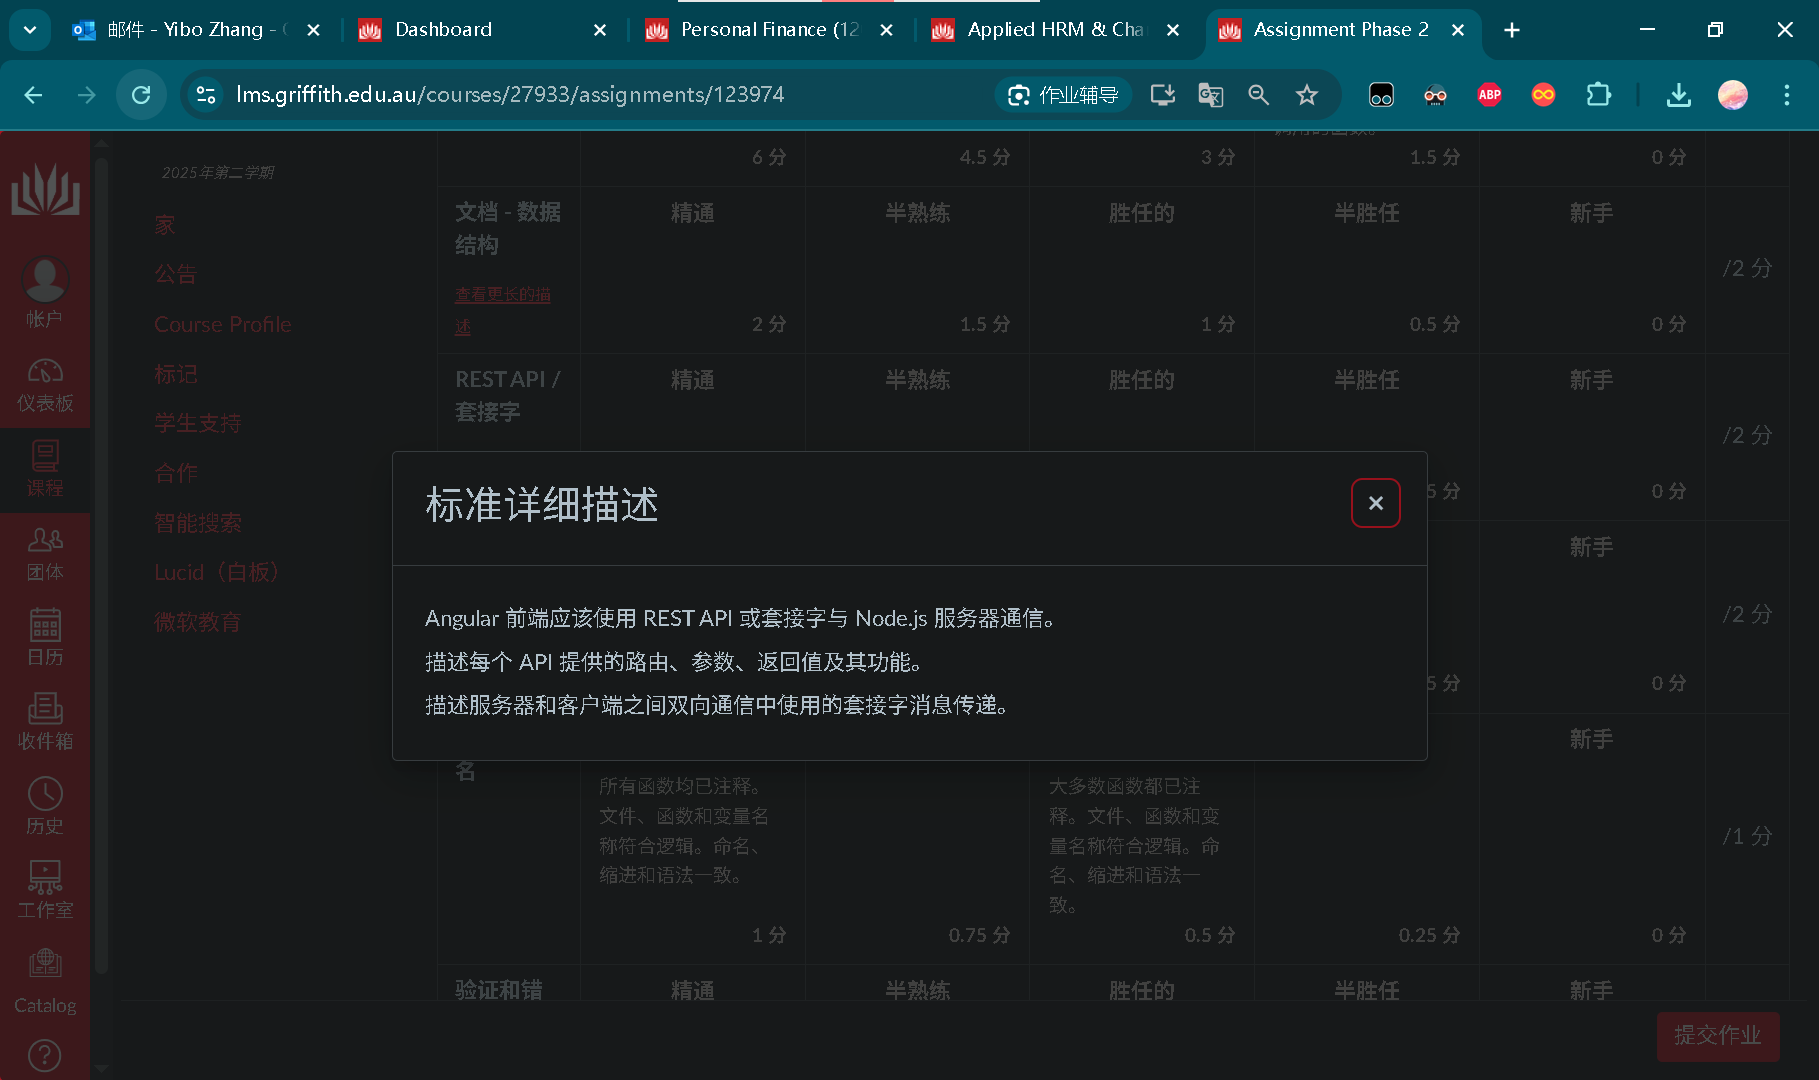 邮件 - Yibo Zhang -
Dashboard
Personal Finance (12
Applied HRM & Cha
Assignment Phase 2
lms.griffith.edu.au/courses/27933/assignments/123974
作业辅导
ABP
2025年第二学期
家
公告
Course Profile
标记
学生支持
合作
智能搜索
Lucid（白板）
微软教育
帐户
仪表板
课程
团体
日历
收件箱
历史
工作室
Catalog
6 分
4.5 分
3 分
1.5 分
0 分
文档 - 数据
结构
查看更长的描
述
精通
半熟练
胜任的
半胜任
新手
/2 分
2 分
1.5 分
1 分
0.5 分
0 分
REST API /
套接字
精通
半熟练
胜任的
半胜任
新手
/2 分
5 分
0 分
标准详细描述
Angular 前端应该使用 REST API 或套接字与 Node.js 服务器通信。
描述每个 API 提供的路由、参数、返回值及其功能。
描述服务器和客户端之间双向通信中使用的套接字消息传递。
新手
/2 分
5 分
0 分
新手
名
所有函数均已注释。
文件、函数和变量名
称符合逻辑。命名、
缩进和语法一致。
大多数函数都已注
释。文件、函数和变
量名称符合逻辑。命
名、缩进和语法一
致。
/1 分
1 分
0.75 分
0.5 分
0.25 分
0 分
验证和错
精通
半熟练
胜任的
半胜任
新手
提交作业